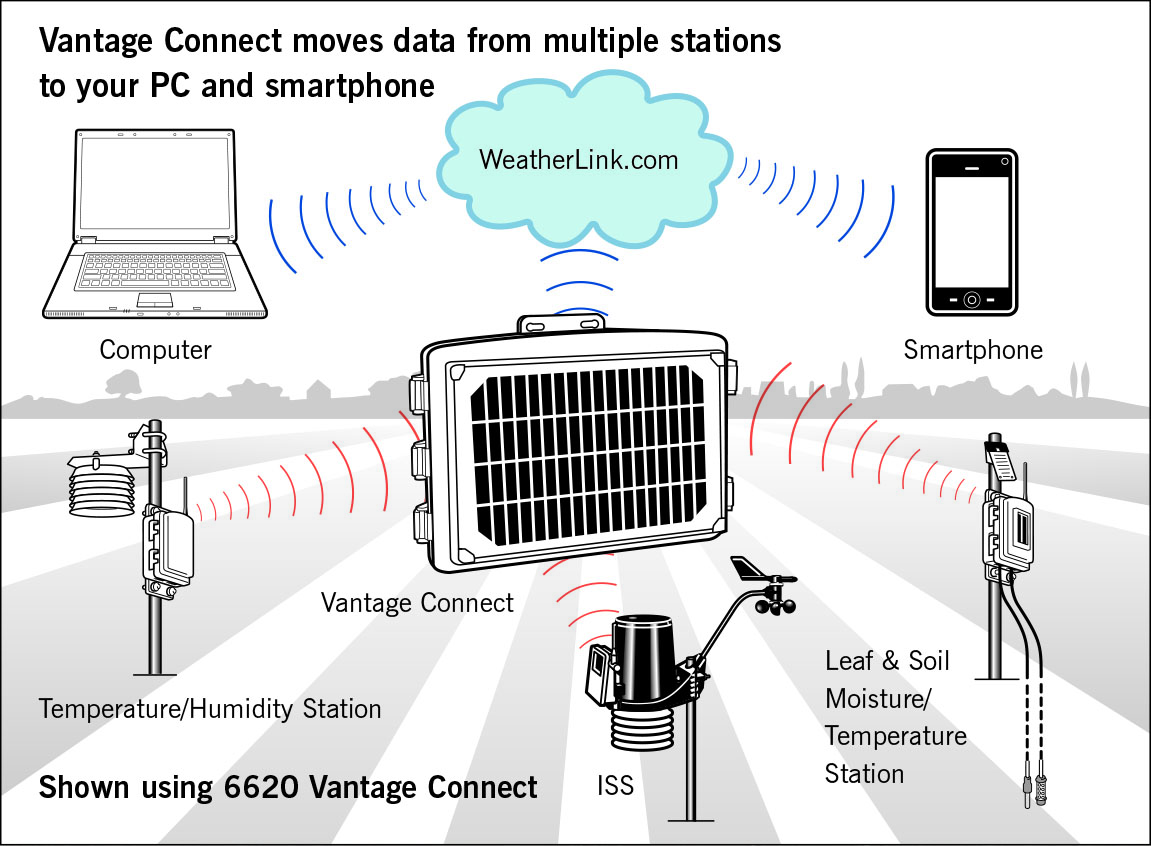 Vantage Connect moves data from multiple stations
to your PC and smartphone
WeatherLink.com
Computer
Smartphone
Vantage Connect
Temperature/Humidity Station
Leaf & Soil
Moisture/
Temperature
Station
ISS
Shown using 6620 Vantage Connect